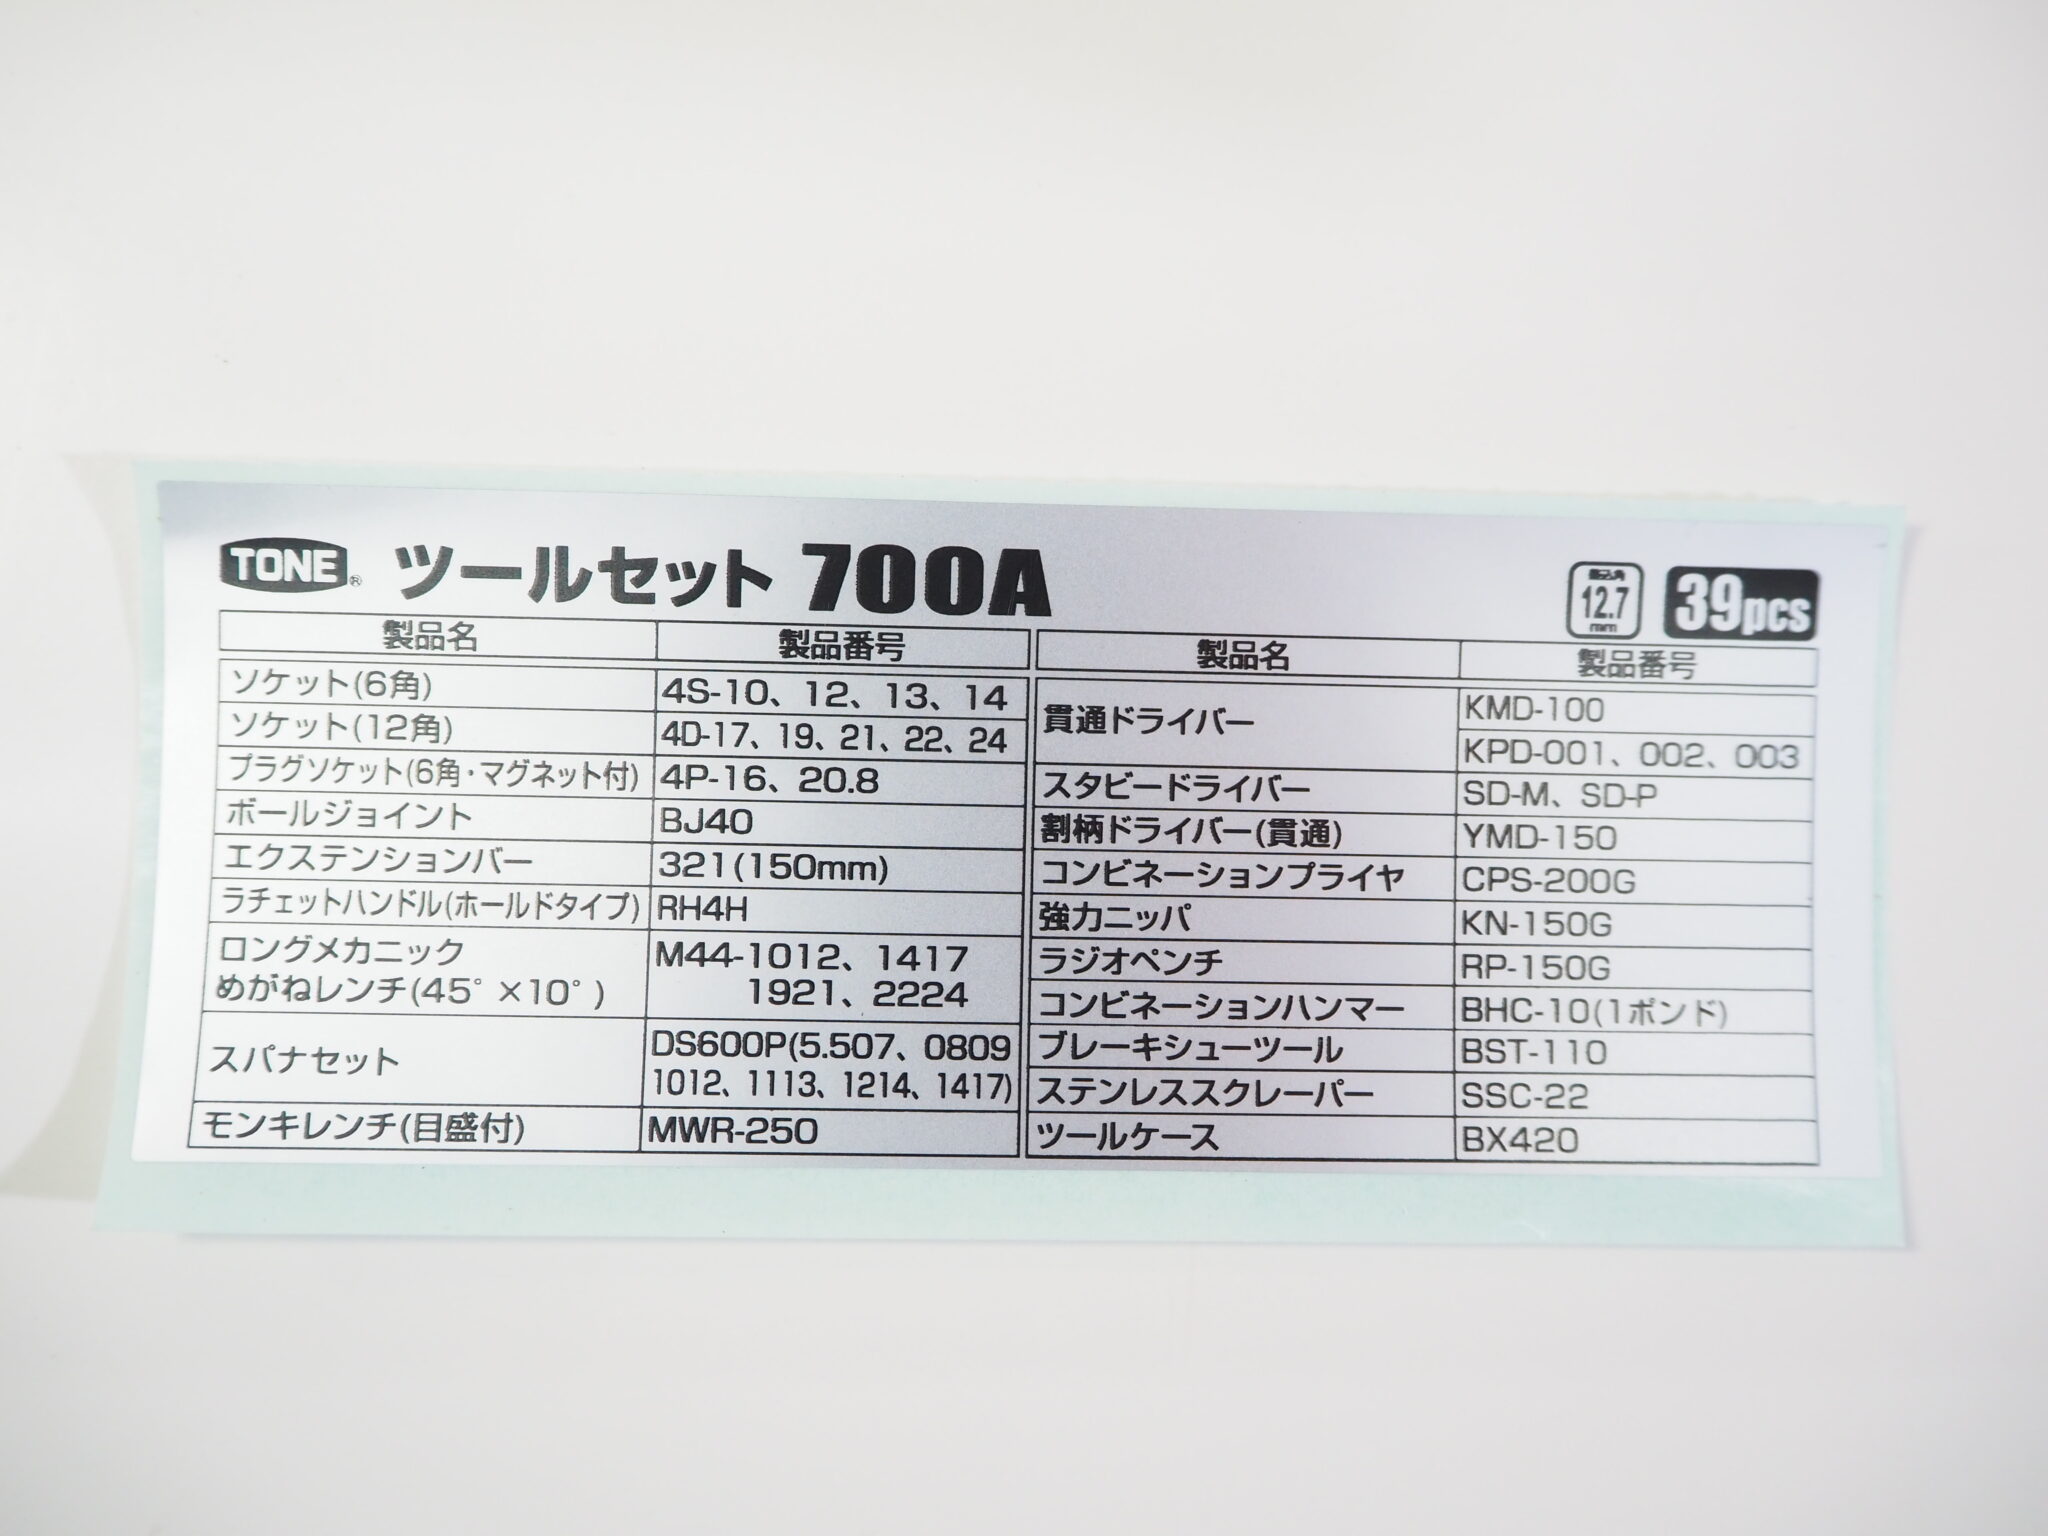 TONE® ツールセット 700A
差込角
12.7
mm
39pcs
製品名 製品番号
ソケット(6角) 4S-10、12、13、14
ソケット(12角) 4D-17、19、21、22、24
プラグソケット(6角・マグネット付) 4P-16、20.8
ボールジョイント BJ40
エクステンションバー 321(150mm)
ラチェットハンドル(ホールドタイプ) RH4H
ロングメカニック
めがねレンチ(45°×10°)
M44-1012、1417
1921、2224
スパナセット
DS600P(5.507、0809
1012、1113、1214、1417)
モンキレンチ(目盛付) MWR-250
製品名 製品番号
貫通ドライバー
KMD-100
KPD-001、002、003
スタビードライバー SD-M、SD-P
割柄ドライバー(貫通) YMD-150
コンビネーションプライヤ CPS-200G
強力ニッパ KN-150G
ラジオペンチ RP-150G
コンビネーションハンマー BHC-10(1ポンド)
ブレーキシューツール BST-110
ステンレススクレーパー SSC-22
ツールケース BX420